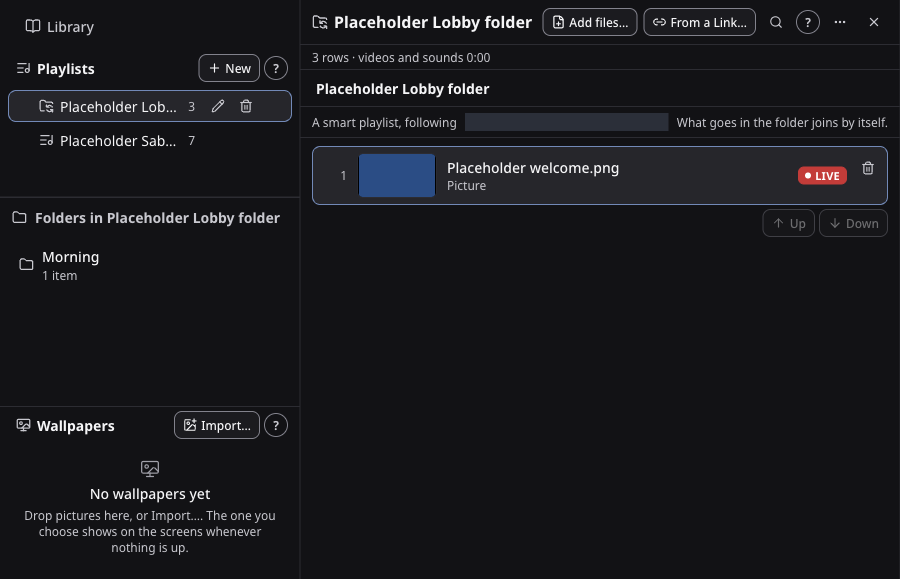 Library
Playlists
New
?
Placeholder Lob... 3
Placeholder Sab... 7
Folders in Placeholder Lobby folder
Morning
1 item
Wallpapers
Import...
?
No wallpapers yet
Drop pictures here, or Import.... The one you
choose shows on the screens whenever
nothing is up.
Placeholder Lobby folder
Add files...
From a Link...
?
3 rows · videos and sounds 0:00
Placeholder Lobby folder
A smart playlist, following
What goes in the folder joins by itself.
1
Placeholder welcome.png
Picture
LIVE
Up
Down